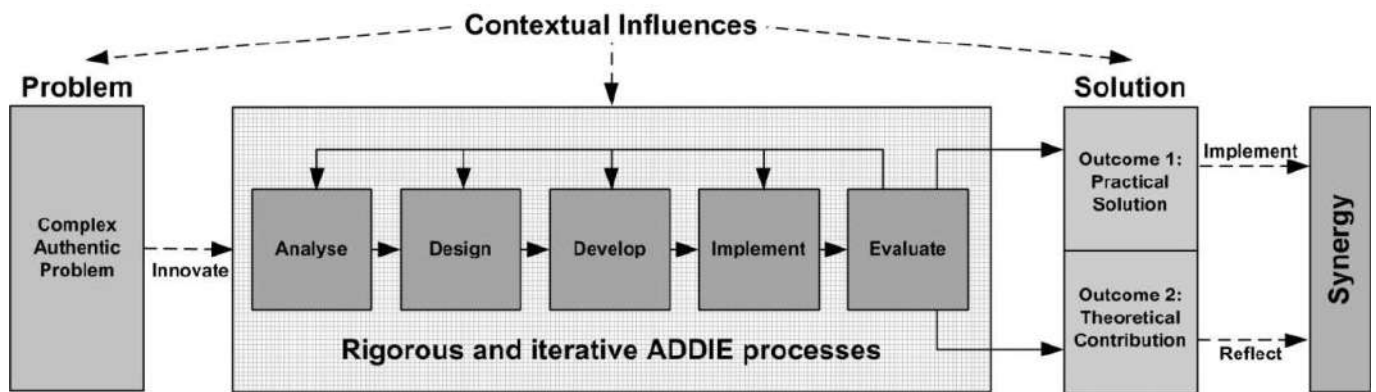 Contextual Influences
Problem
Solution
Complex
Authentic
Problem
Innovate
Analyse
Design
Develop
Implement
Evaluate
Rigorous and iterative ADDIE processes
Outcome 1:
Practical
Solution
Outcome 2:
Theoretical
Contribution
Implement
Reflect
Synergy